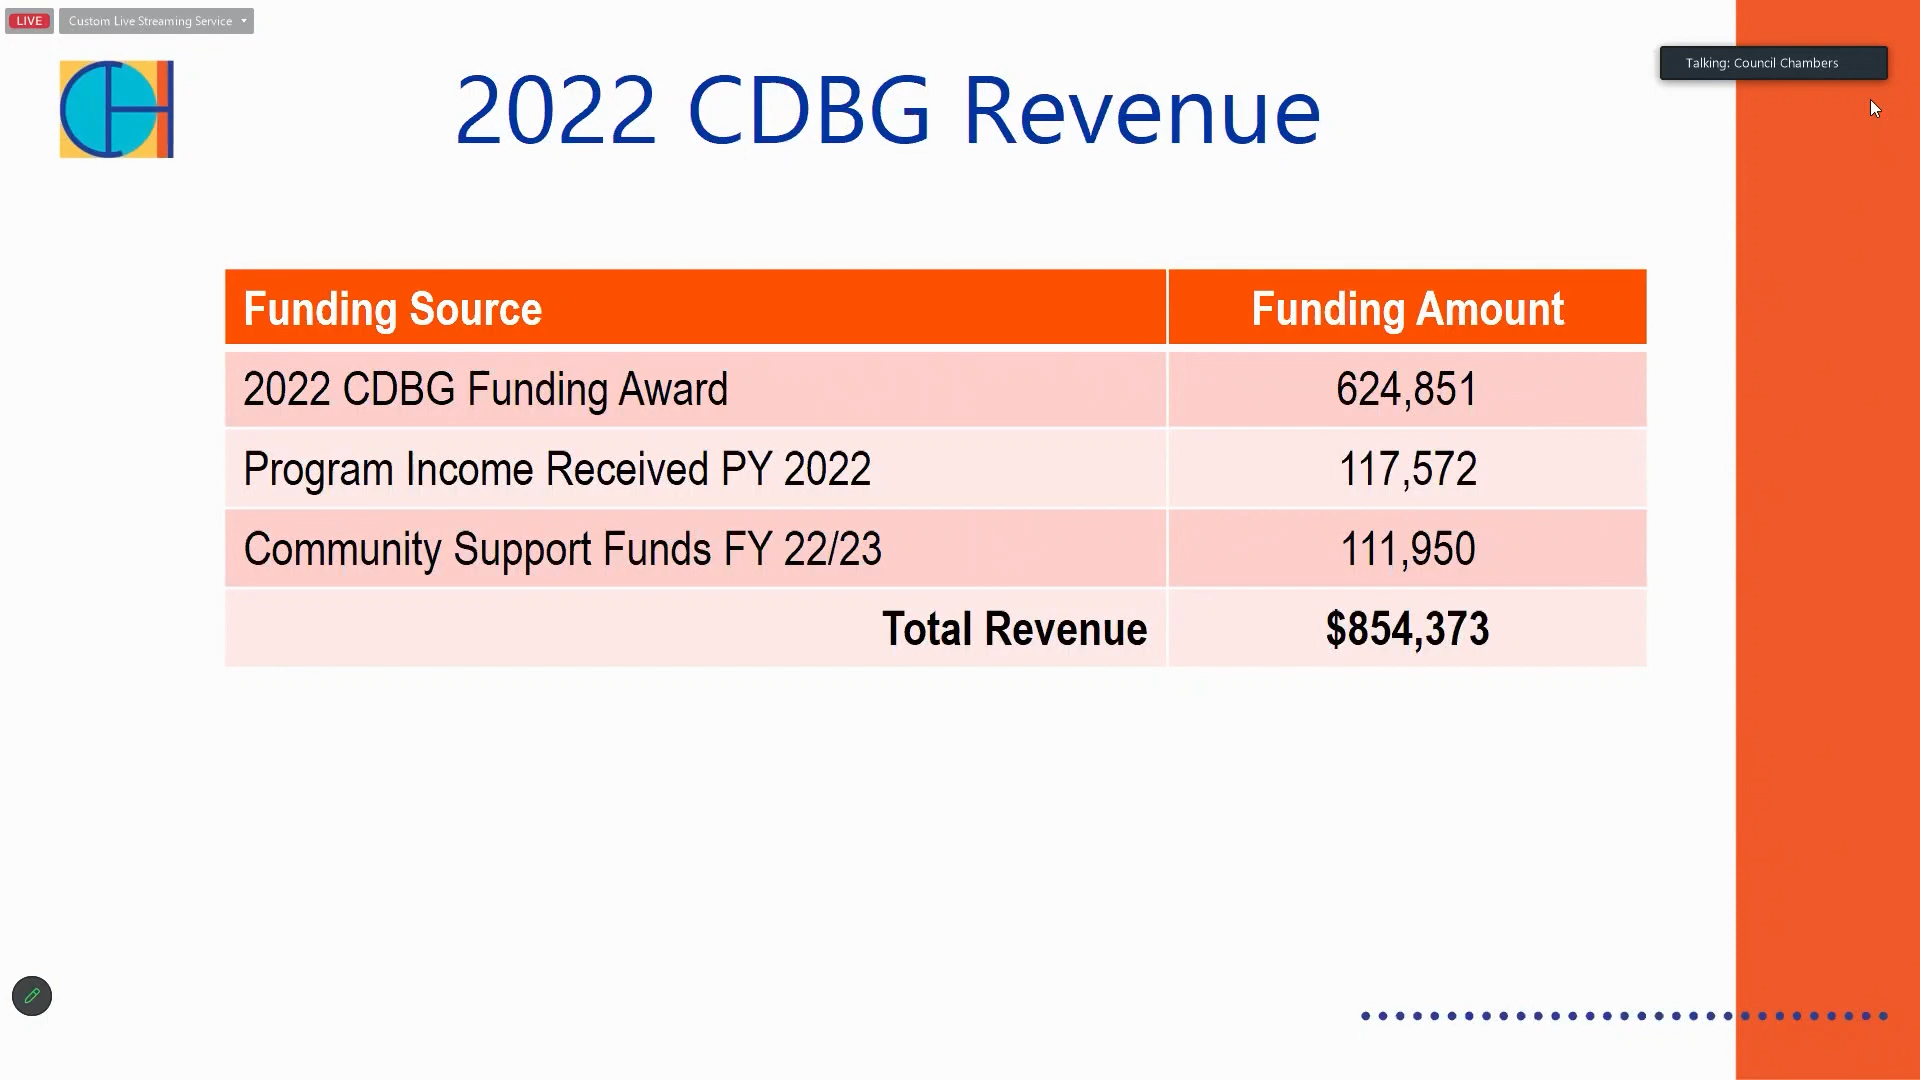 LIVE
Custom Live Streaming Service
Talking: Council Chambers
CH
2022 CDBG Revenue
Funding Source Funding Amount
2022 CDBG Funding Award 624,851
Program Income Received PY 2022 117,572
Community Support Funds FY 22/23 111,950
Total Revenue $854,373